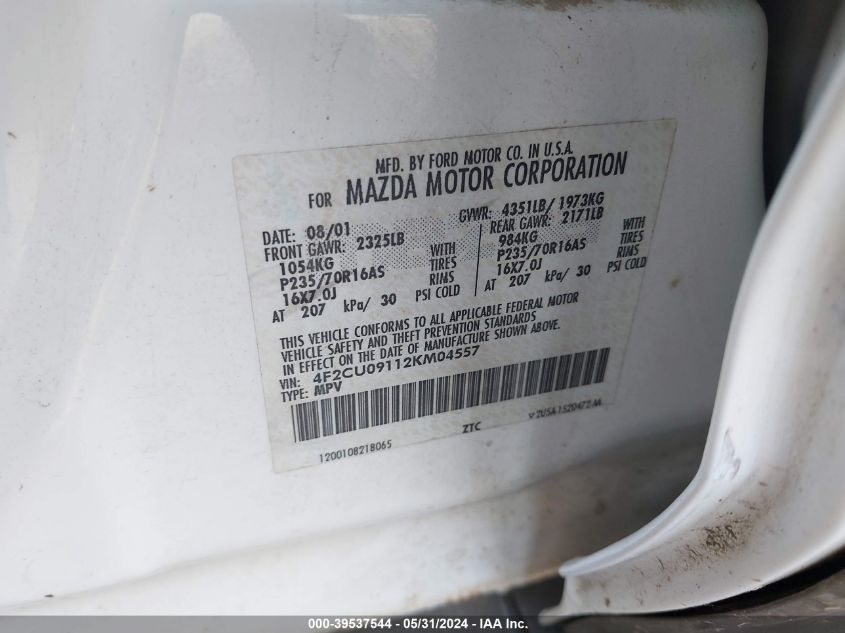 MFD. BY FORD MOTOR CO. IN U.S.A.
FOR MAZDA MOTOR CORPORATION
DATE: 08/01 GVWR: 4351LB/ 1973KG
FRONT GAWR: 2325LB REAR GAWR: 2171LB
1054KG WITH 984KG WITH
P235/70R16AS TIRES P235/70R16AS TIRES
16X7.0J RIMS 16X7.0J RIMS
AT 207 kPa/ 30 PSI COLD AT 207 kPa/ 30 PSI COLD
THIS VEHICLE CONFORMS TO ALL APPLICABLE FEDERAL MOTOR
VEHICLE SAFETY AND THEFT PREVENTION STANDARDS
IN EFFECT ON THE DATE OF MANUFACTURE SHOWN ABOVE.
VIN: 4F2CU09112KM04557
TYPE: MPV
1200108218065 ZTC
000-39537544 - 05/31/2024 - IAA Inc.